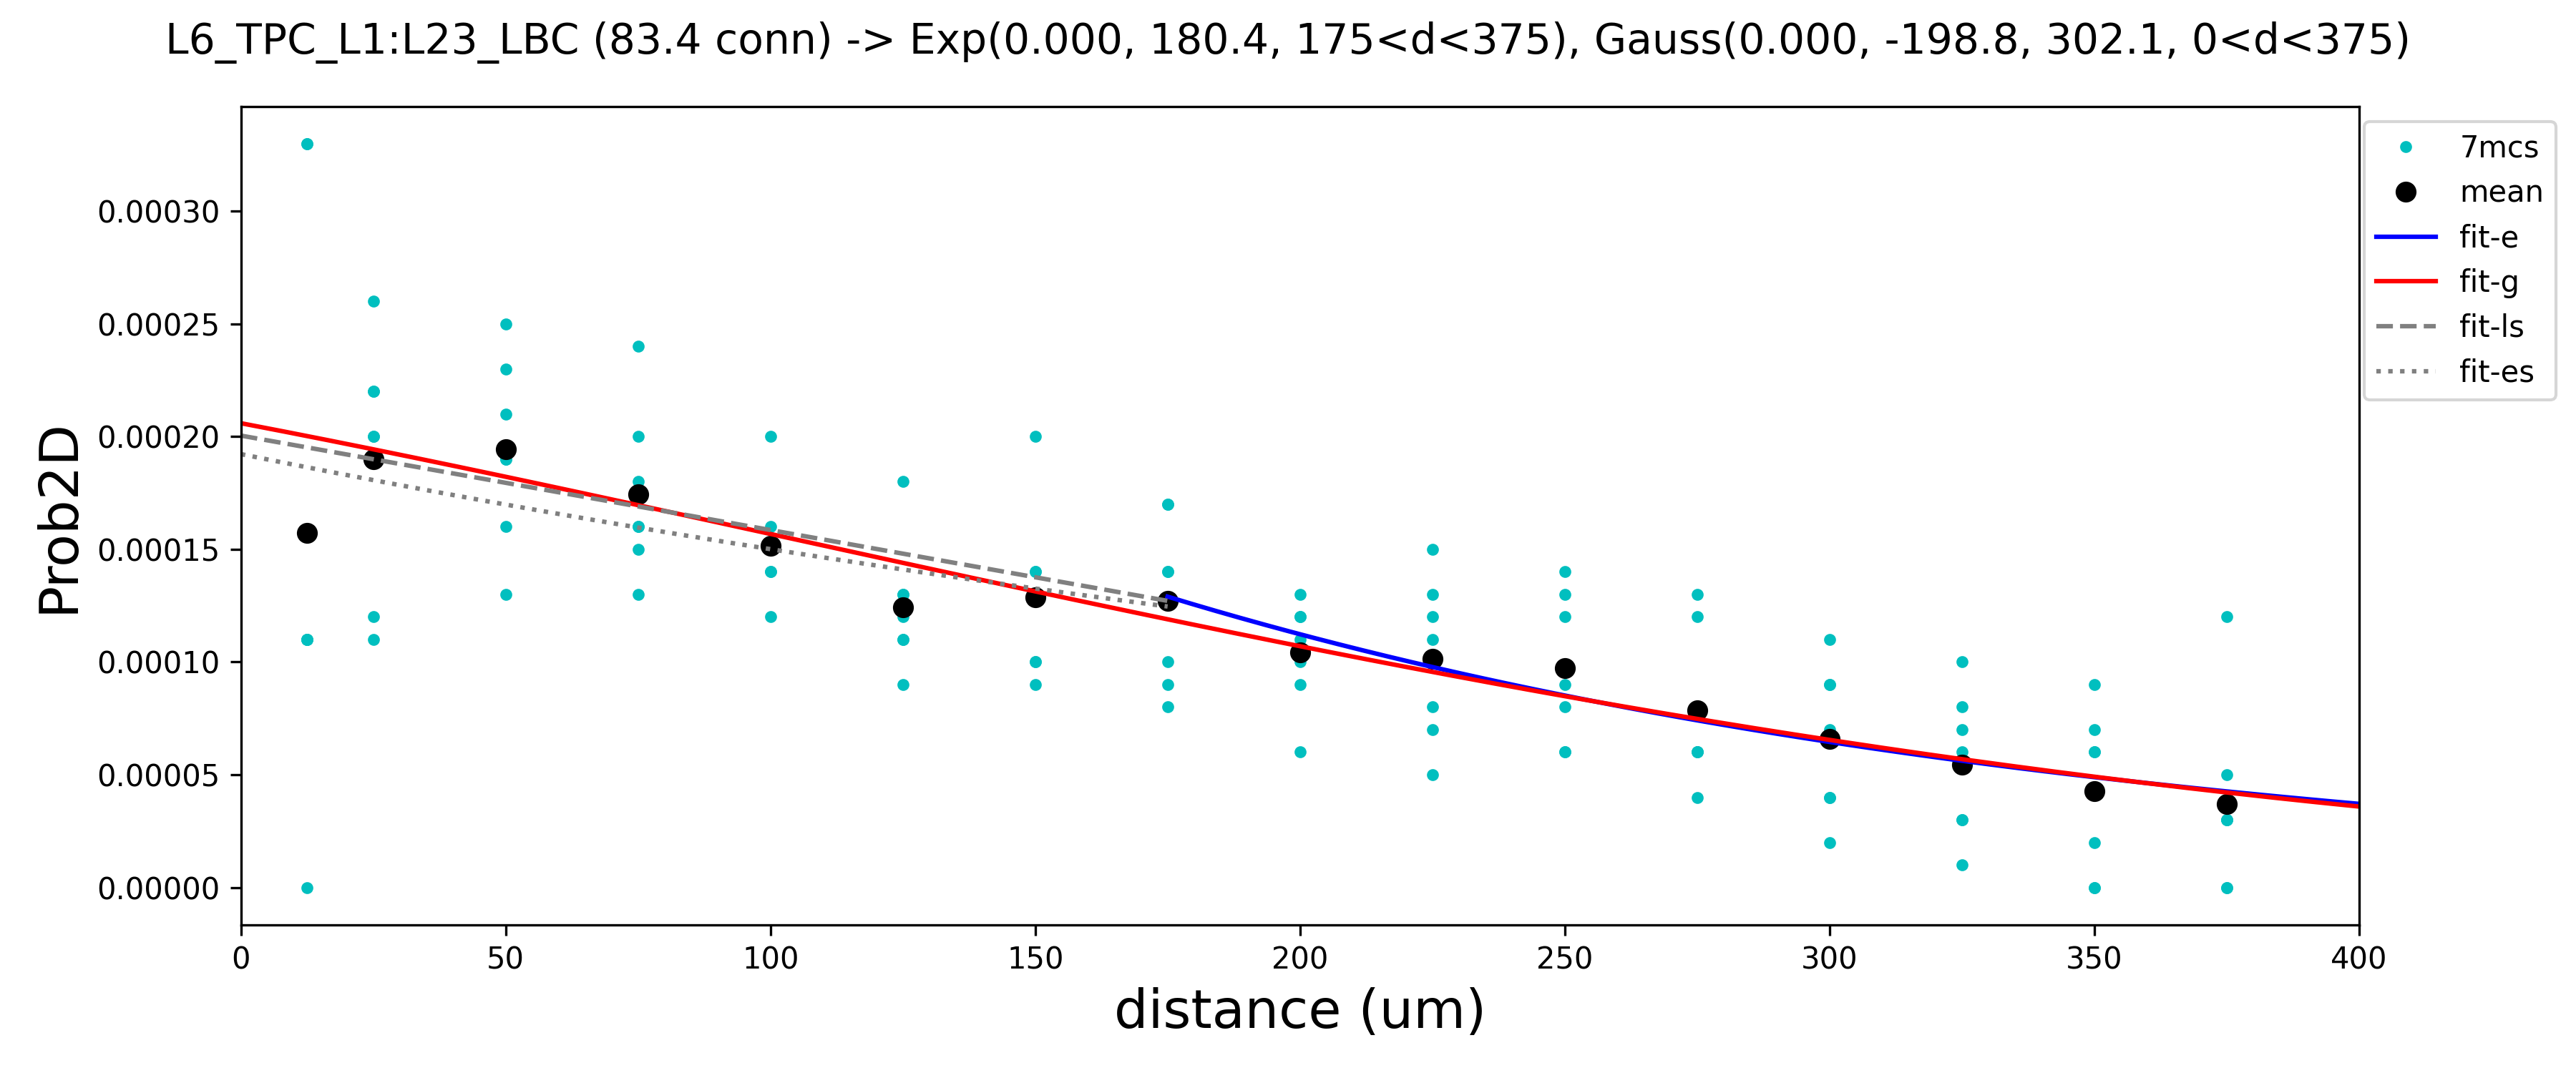 L6_TPC_L1:L23_LBC (83.4 conn) -> Exp(0.000, 180.4, 175<d<375), Gauss(0.000, -198.8, 302.1, 0<d<375)
7mcs
mean
fit-e
fit-g
fit-ls
fit-es
Prob2D
0.00030
0.00025
0.00020
0.00015
0.00010
0.00005
0.00000
0 50 100 150 200 250 300 350 400
distance (um)